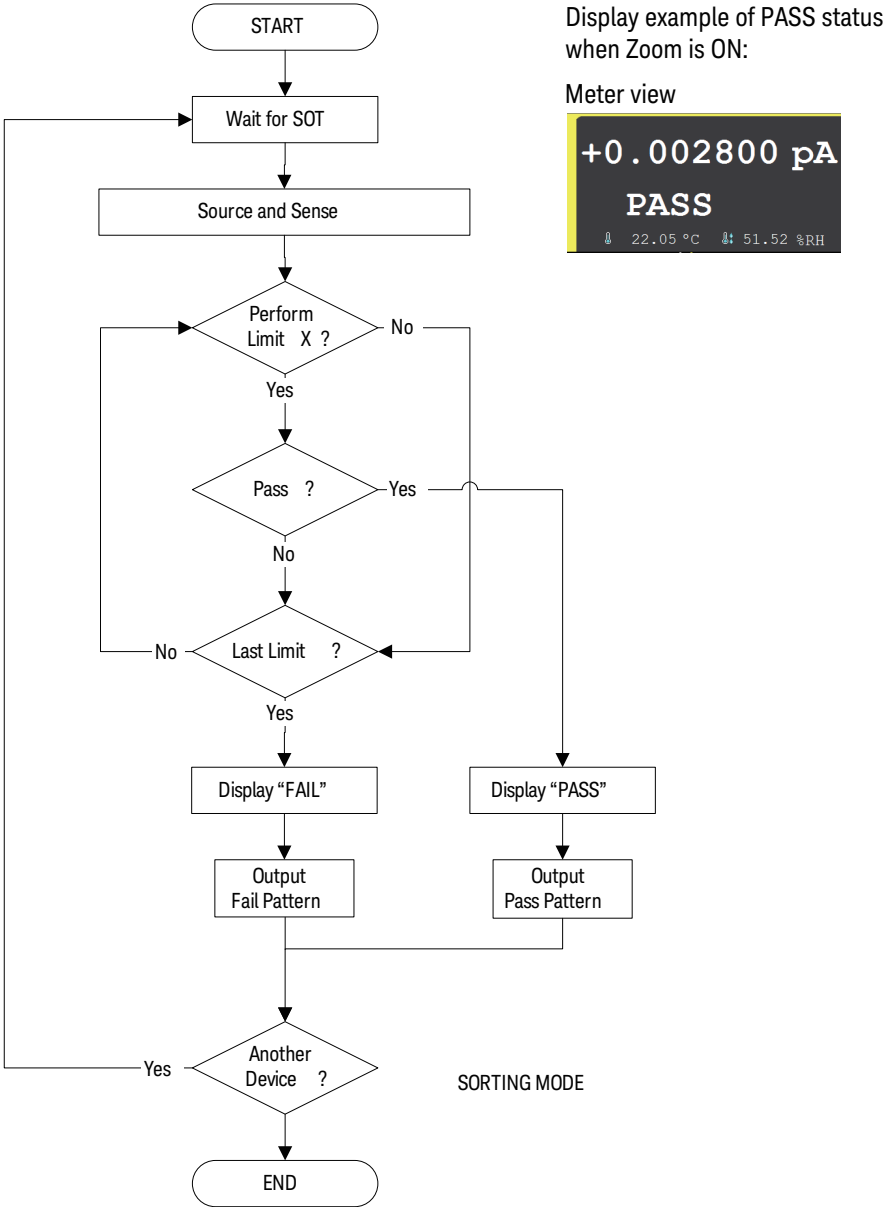 START
Wait for SOT
Source and Sense
Perform
Limit X ?
No
Yes
Pass ?
Yes
No
Last Limit ?
No
Yes
Display “FAIL”
Display “PASS”
Output
Fail Pattern
Output
Pass Pattern
Another
Device ?
Yes
SORTING MODE
END
Display example of PASS status
when Zoom is ON:
Meter view
+0.002800 pA
PASS
22.05 °C 51.52 %RH